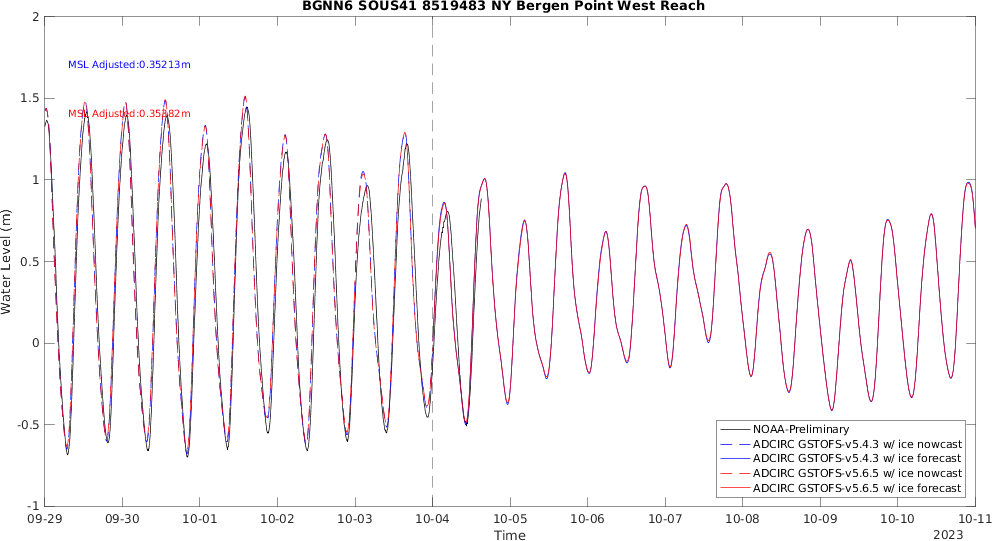 BGNN6 SOUS41 8519483 NY Bergen Point West Reach
2
MSL Adjusted:0.35213m
1.5
MSL Adjusted:0.35382m
1
0.5
0
-0.5
-1
Water Level (m)
NOAA-Preliminary
ADCIRC GSTOFS-v5.4.3 w/ ice nowcast
ADCIRC GSTOFS-v5.4.3 w/ ice forecast
ADCIRC GSTOFS-v5.6.5 w/ ice nowcast
ADCIRC GSTOFS-v5.6.5 w/ ice forecast
09-29 09-30 10-01 10-02 10-03 10-04 10-05 10-06 10-07 10-08 10-09 10-10 10-11
Time
2023